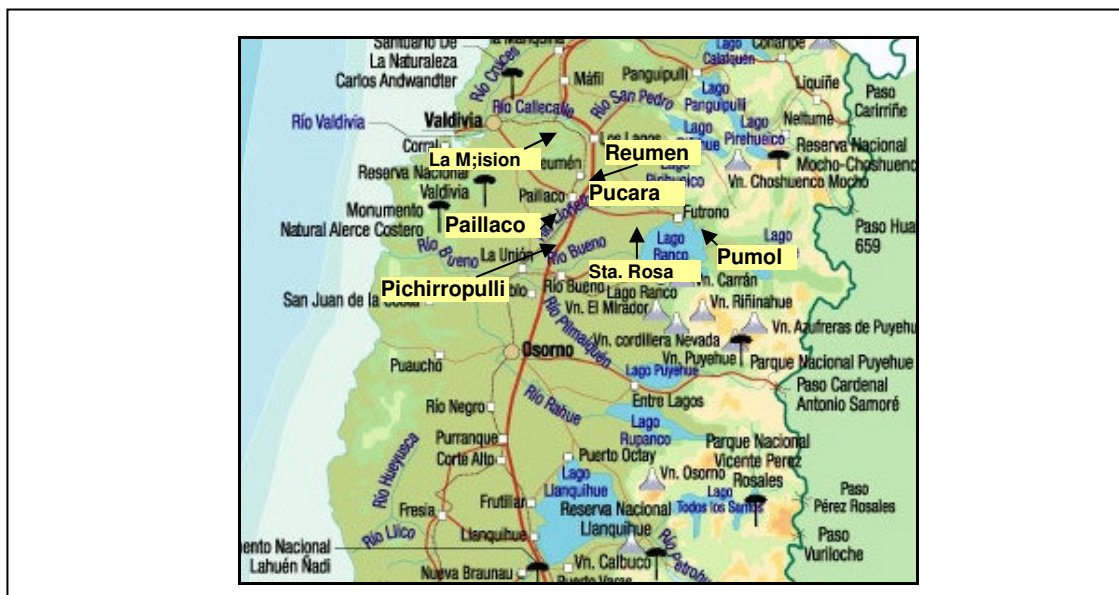 Santuario De
La Naturaleza
Carlos Andwandter
Río Cruces
Máfil
Lago
Calafquén
Coñaripe
Panguipulli
Liquiñe
Paso
Carirriñe
Río Valdivia
Valdivia
Río Callecalle
Río San Pedro
Lago
Panguipulli
Neltume
Corral
Los Lagos
Lago
Lago
Pirehueico
Reserva Nacional
Mocho-Choshuenco
La M;ision
Reumen
Reserva Nacional
Valdivia
Vn. Choshuenco Mocho
Paillaco
Pucara
Monumento
Natural Alerce Costero
Paillaco
Futrono
Paso Hua
659
Río
Bueno
La Unión
Río Bueno
Lago
Ranco
Pumol
Lago
Sta. Rosa
Pichirropulli
Vn. Carrán
San Juan de la
Río Bueno
Lago Ranco
Vn. El Mirador
Vn. Riñinahue
Río Pilmaiquén
Vn. cordillera Nevada
Vn. Azufreras de Puyehu
Osorno
Puaucho
Vn. Puyehue
Parque Nacional Puyehue
Lago Puyehue
Paso Cardenal
Antonio Samoré
Entre Lagos
Río Negro
Río Rahue
Lago
Rupanco
Purranque
Corte Alto
Parque Nacional
Vicente Perez
Rosales
Río Hueyusca
Puerto Octay
Vn. Osorno
Lago
Llanquihue
Frutillar
Lago
Todos los Santos
Paso
Pérez Rosales
Fresia
Reserva Nacional
Llanquihue
Río Llico
Llanquihue
Paso
Vuriloche
ento Nacional
Lahuén Ñadi
Vn. Calbuco
Río Petrohu
Nueva Braunau
Puerto Varas